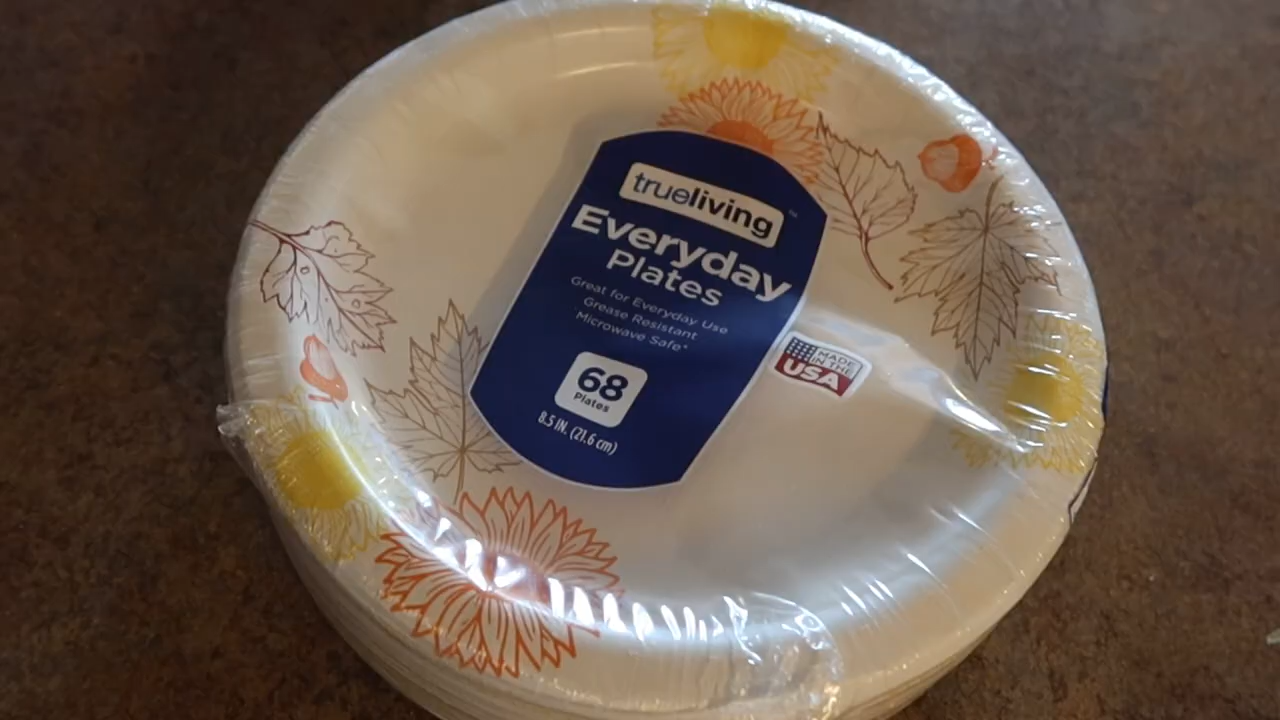 trueliving™
Everyday
Plates
Great for Everyday Use
Grease Resistant
Microwave Safe*
68
Plates
8.5 IN. (21.6 cm)
MADE
IN THE
USA